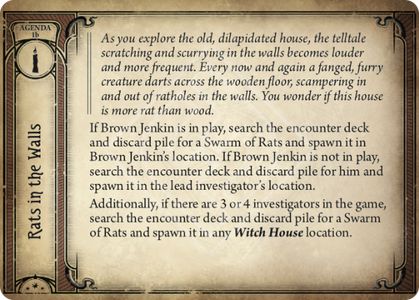 AGENDA
1b
Rats in the Walls
As you explore the old, dilapidated house, the telltale
scratching and scurrying in the walls becomes louder
and more frequent. Every now and again a fanged, furry
creature darts across the wooden floor, scampering in
and out of ratholes in the walls. You wonder if this house
is more rat than wood.
If Brown Jenkin is in play, search the encounter deck
and discard pile for a Swarm of Rats and spawn it in
Brown Jenkin's location. If Brown Jenkin is not in play,
search the encounter deck and discard pile for him and
spawn it in the lead investigator's location.
Additionally, if there are 3 or 4 investigators in the game,
search the encounter deck and discard pile for a Swarm
of Rats and spawn it in any Witch House location.